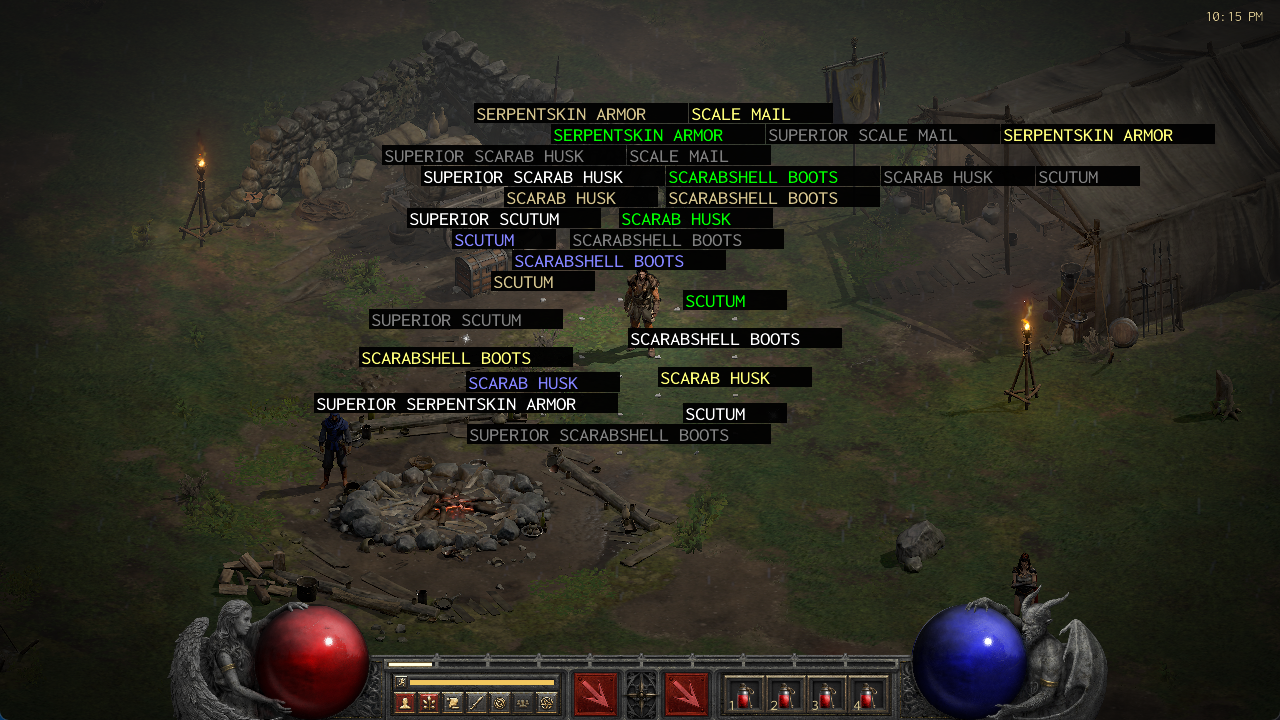 10:15 PM
SERPENTSKIN ARMOR SCALE MAIL
SERPENTSKIN ARMOR SUPERIOR SCALE MAIL SERPENTSKIN ARMOR
SUPERIOR SCARAB HUSK SCALE MAIL
SUPERIOR SCARAB HUSK SCARABSHELL BOOTS SCARAB HUSK SCUTUM
SCARAB HUSK SCARABSHELL BOOTS
SUPERIOR SCUTUM SCARAB HUSK
SCUTUM SCARABSHELL BOOTS
SCARABSHELL BOOTS
SCUTUM
SCUTUM
SUPERIOR SCUTUM
SCARABSHELL BOOTS
SCARABSHELL BOOTS
SCARAB HUSK
SCARAB HUSK
SUPERIOR SERPENTSKIN ARMOR
SCUTUM
SUPERIOR SCARABSHELL BOOTS
1 2 3 4